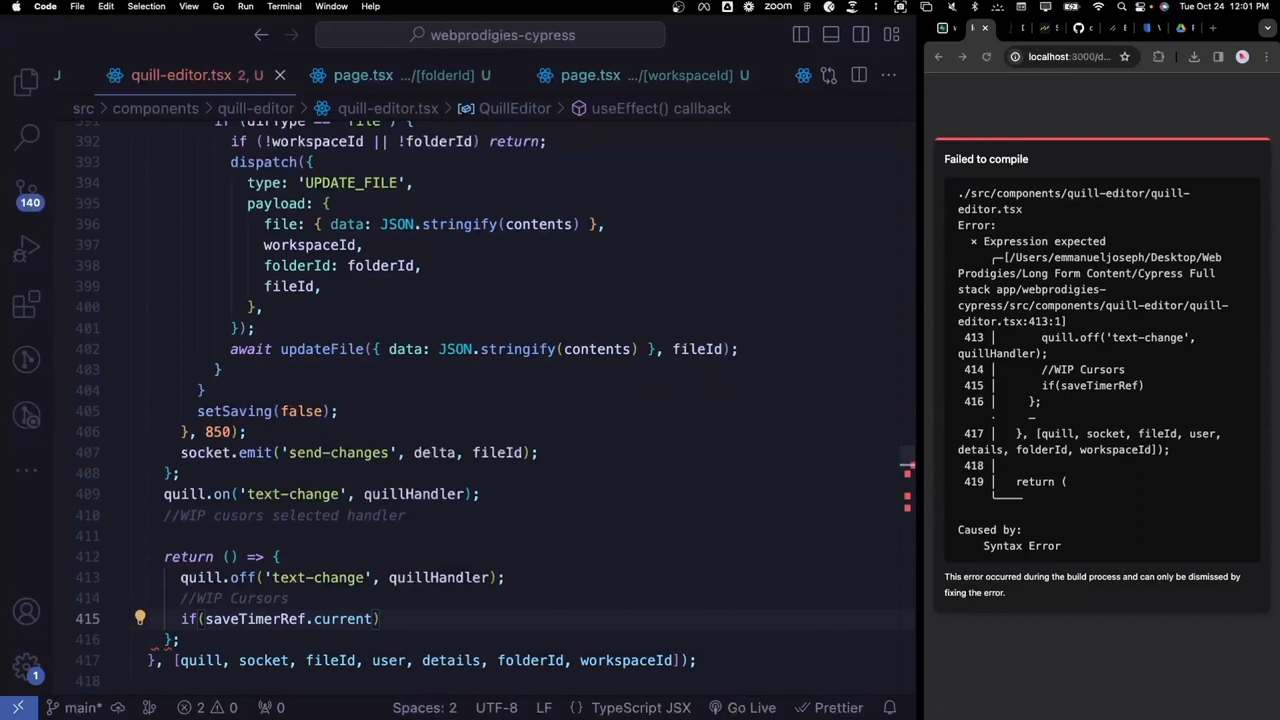 Code File Edit Selection View Go Run Terminal Window Help zoom Tue Oct 24 12:01 PM
webprodigies-cypress
quill-editor.tsx 2, U page.tsx .../[folderId] U page.tsx .../[workspaceId] U
src components quill-editor quill-editor.tsx QuillEditor useEffect() callback
392 if (!workspaceId || !folderId) return;
393 dispatch({
394 type: 'UPDATE_FILE',
395 payload: {
396 file: { data: JSON.stringify(contents) },
397 workspaceId,
398 folderId: folderId,
399 fileId,
400 },
401 });
402 await updateFile({ data: JSON.stringify(contents) }, fileId);
403 }
404 }
405 setSaving(false);
406 }, 850);
407 socket.emit('send-changes', delta, fileId);
408 };
409 quill.on('text-change', quillHandler);
410 //WIP cusors selected handler
411
412 return () => {
413 quill.off('text-change', quillHandler);
414 //WIP Cursors
415 if(saveTimerRef.current)
416 };
417 }, [quill, socket, fileId, user, details, folderId, workspaceId]);
418
140
1
main* 2 0 0 Spaces: 2 UTF-8 LF {} TypeScript JSX Go Live Prettier
localhost:3000/d...
Failed to compile
./src/components/quill-editor/quill-
editor.tsx
Error:
× Expression expected
[/Users/emmanueljoseph/Desktop/Web
Prodigies/Long Form Content/Cypress Full
stack app/webprodigies-
cypress/src/components/quill-editor/quill-
editor.tsx:413:1]
413 | quill.off('text-change',
quillHandler);
414 | //WIP Cursors
415 | if(saveTimerRef)
416 | };
417 | }, [quill, socket, fileId, user,
details, folderId, workspaceId]);
418 |
419 | return (
Caused by:
Syntax Error
This error occurred during the build process and can only be dismissed by
fixing the error.